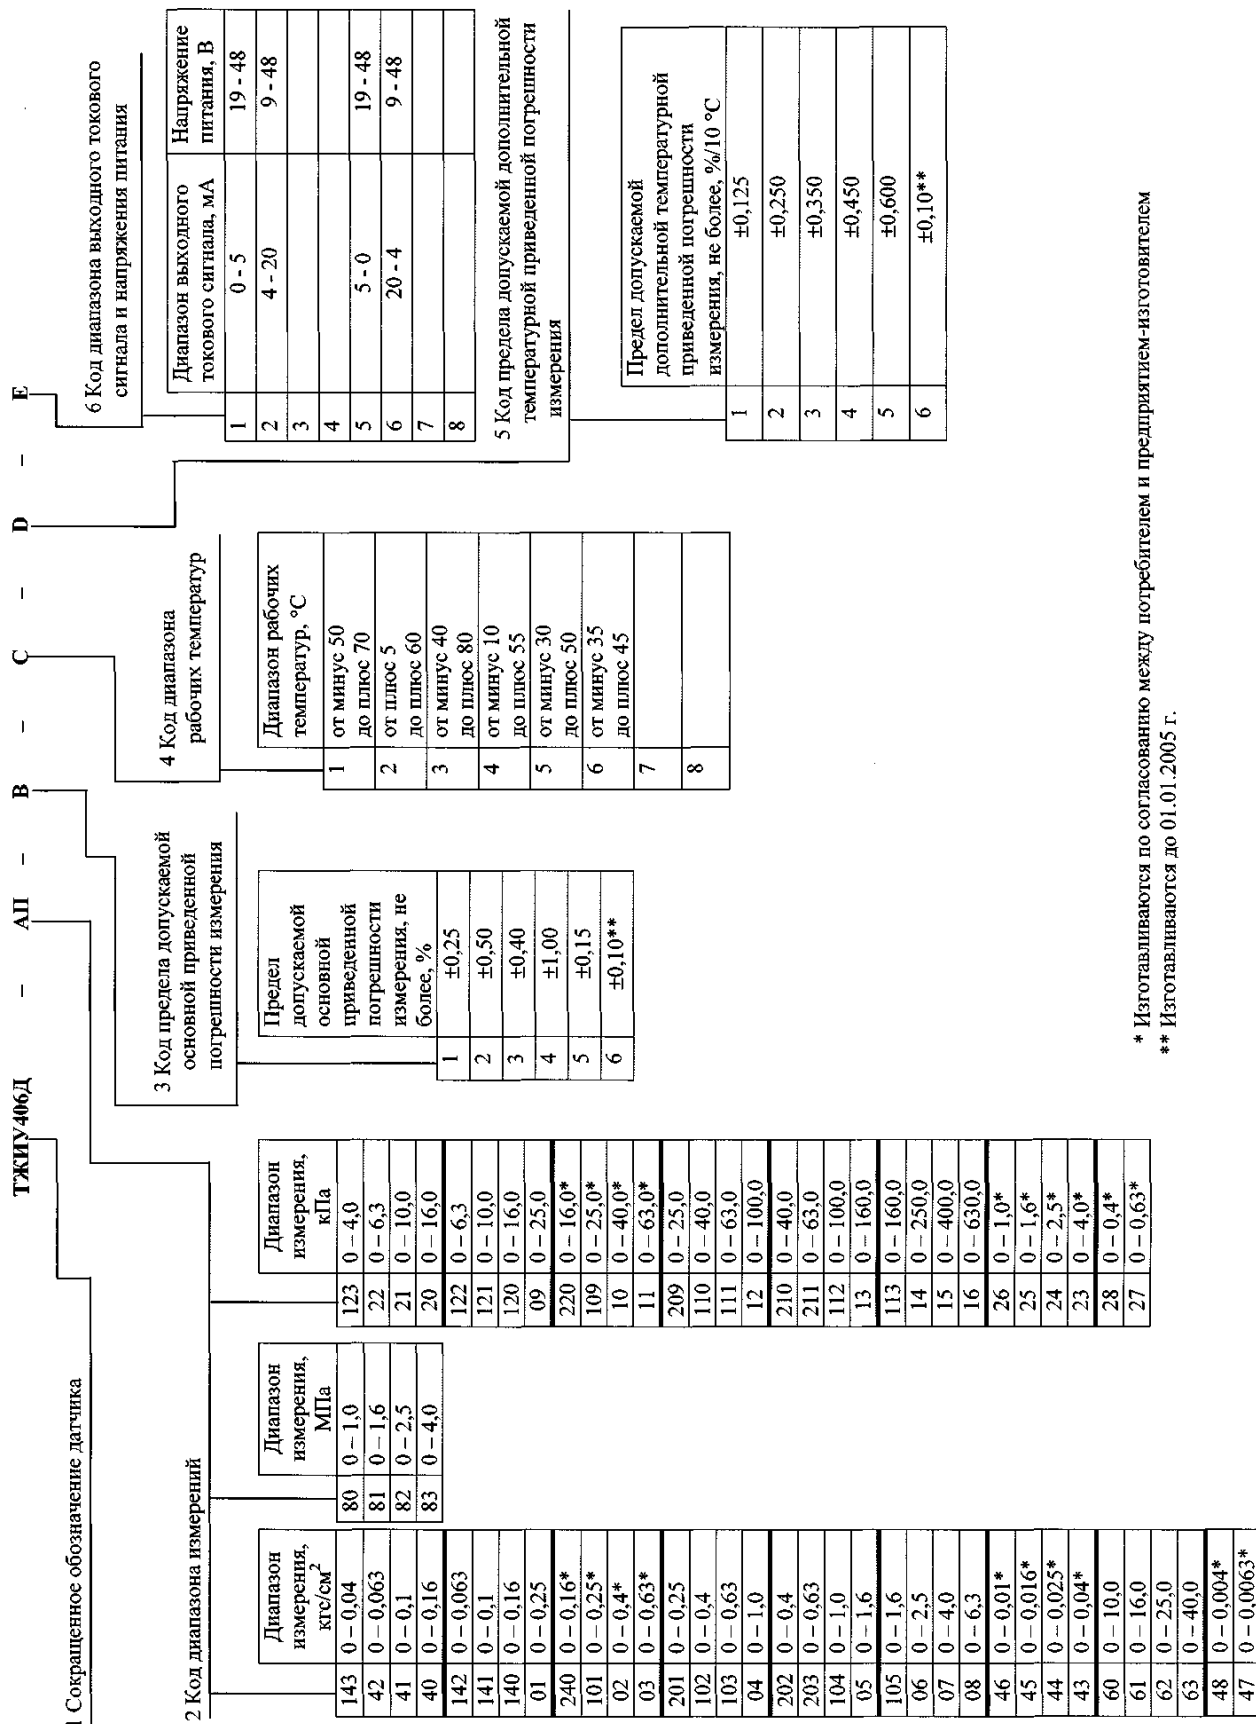 ТЖИУ406Д – АП – В – С – D – Е
1 Сокращенное обозначение датчика
2 Код диапазона измерений
Диапазон
измерения,
кгс/см²
143 0 – 0,04
42 0 – 0,063
41 0 – 0,1
40 0 – 0,16
142 0 – 0,063
141 0 – 0,1
140 0 – 0,16
01 0 – 0,25
240 0 – 0,16*
101 0 – 0,25*
02 0 – 0,4*
03 0 – 0,63*
201 0 – 0,25
102 0 – 0,4
103 0 – 0,63
04 0 – 1,0
202 0 – 0,4
203 0 – 0,63
104 0 – 1,0
05 0 – 1,6
105 0 – 1,6
06 0 – 2,5
07 0 – 4,0
08 0 – 6,3
46 0 – 0,01*
45 0 – 0,016*
44 0 – 0,025*
43 0 – 0,04*
60 0 – 10,0
61 0 – 16,0
62 0 – 25,0
63 0 – 40,0
48 0 – 0,004*
47 0 – 0,0063*
Диапазон
измерения,
МПа
80 0 – 1,0
81 0 – 1,6
82 0 – 2,5
83 0 – 4,0
Диапазон
измерения,
кПа
123 0 – 4,0
22 0 – 6,3
21 0 – 10,0
20 0 – 16,0
122 0 – 6,3
121 0 – 10,0
120 0 – 16,0
09 0 – 25,0
220 0 – 16,0*
109 0 – 25,0*
10 0 – 40,0*
11 0 – 63,0*
209 0 – 25,0
110 0 – 40,0
111 0 – 63,0
12 0 – 100,0
210 0 – 40,0
211 0 – 63,0
112 0 – 100,0
13 0 – 160,0
113 0 – 160,0
14 0 – 250,0
15 0 – 400,0
16 0 – 630,0
26 0 – 1,0*
25 0 – 1,6*
24 0 – 2,5*
23 0 – 4,0*
28 0 – 0,4*
27 0 – 0,63*
3 Код предела допускаемой
основной приведенной
погрешности измерения
Предел
допускаемой
основной
приведенной
погрешности
измерения, не
более, %
1 ±0,25
2 ±0,50
3 ±0,40
4 ±1,00
5 ±0,15
6 ±0,10**
4 Код диапазона
рабочих температур
Диапазон рабочих
температур, °С
1 от минус 50
до плюс 70
2 от плюс 5
до плюс 60
3 от минус 40
до плюс 80
4 от минус 10
до плюс 55
5 от минус 30
до плюс 50
6 от минус 35
до плюс 45
7
8
6 Код диапазона выходного токового
сигнала и напряжения питания
Диапазон выходного
токового сигнала, мА
Напряжение
питания, В
1 0 - 5 19 - 48
2 4 - 20 9 - 48
3
4
5 5 - 0 19 - 48
6 20 - 4 9 - 48
7
8
5 Код предела допускаемой дополнительной
температурной приведенной погрешности
измерения
Предел допускаемой
дополнительной температурной
приведенной погрешности
измерения, не более, %/10 °С
1 ±0,125
2 ±0,250
3 ±0,350
4 ±0,450
5 ±0,600
6 ±0,10**
* Изготавливаются по согласованию между потребителем и предприятием-изготовителем
** Изготавливаются до 01.01.2005 г.